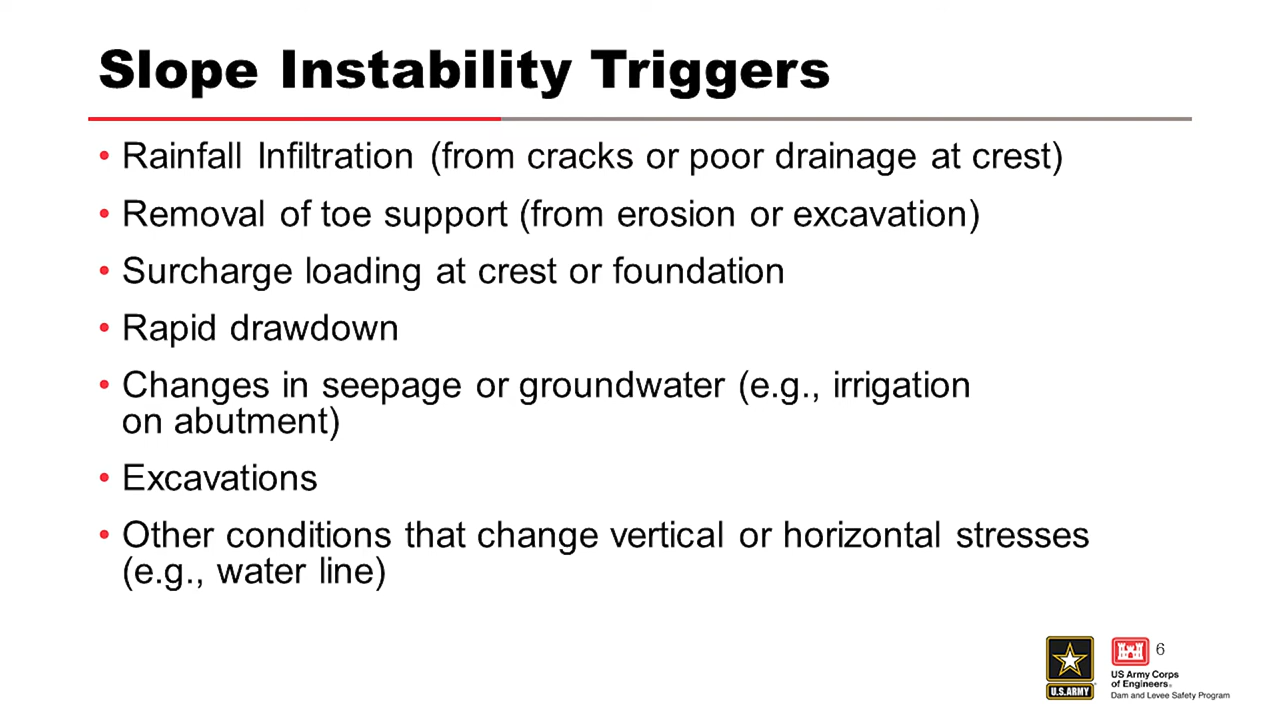 Slope Instability Triggers
• Rainfall Infiltration (from cracks or poor drainage at crest)
• Removal of toe support (from erosion or excavation)
• Surcharge loading at crest or foundation
• Rapid drawdown
• Changes in seepage or groundwater (e.g., irrigation
on abutment)
• Excavations
• Other conditions that change vertical or horizontal stresses
(e.g., water line)
6
U.S.ARMY
US Army Corps
of Engineers®
Dam and Levee Safety Program